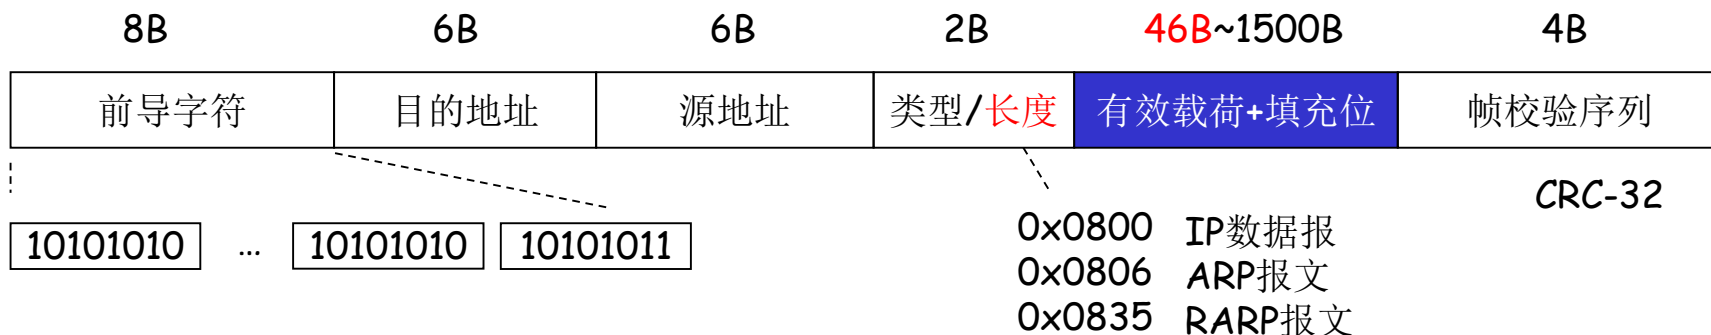 8B 6B 6B 2B 46B~1500B 4B
前导字符 目的地址 源地址 类型/长度 有效载荷+填充位 帧校验序列
CRC-32
10101010 ... 10101010 10101011
0x0800 IP数据报
0x0806 ARP报文
0x0835 RARP报文